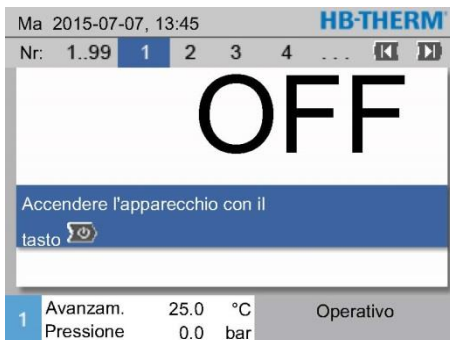 Ma 2015-07-07, 13:45 HB-THERM
Nr: 1..99 1 2 3 4 ...
OFF
Accendere l'apparecchio con il
tasto
1 Avanzam. 25.0 °C Operativo
Pressione 0.0 bar